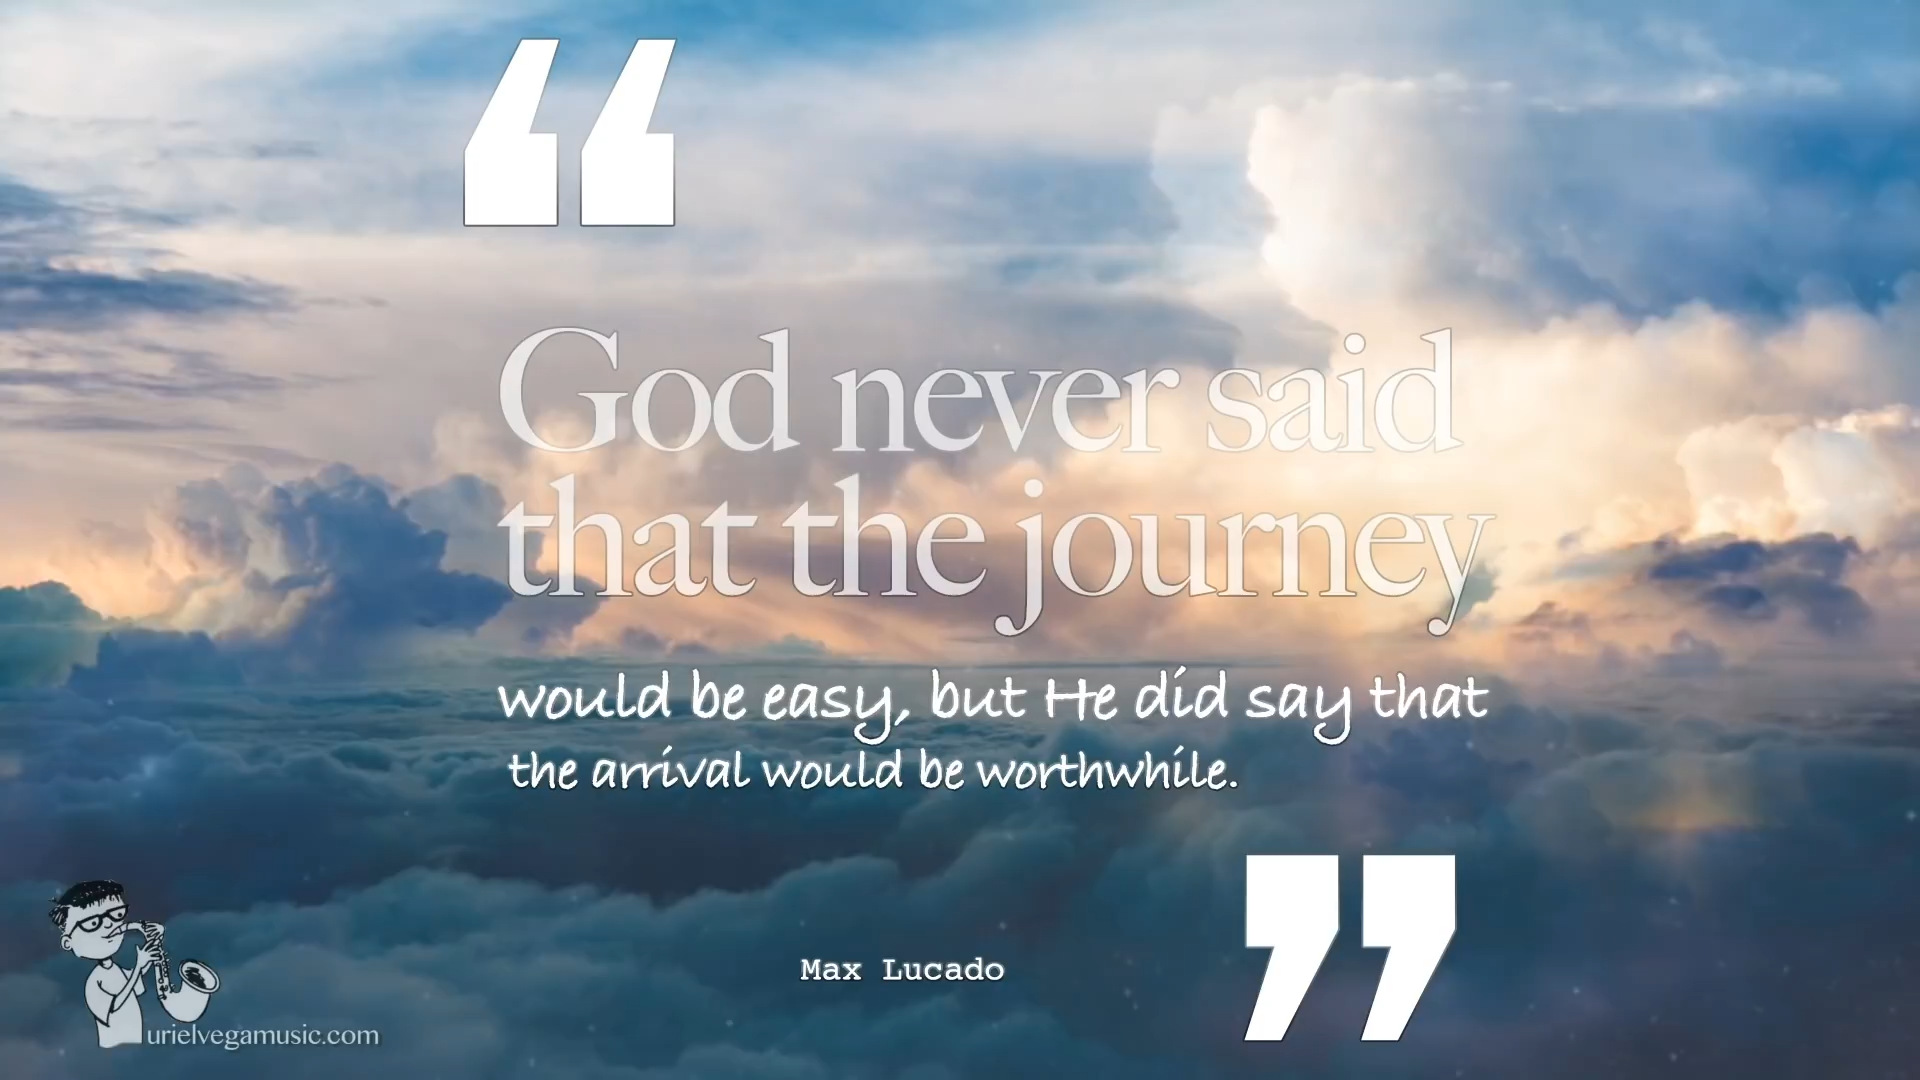 “
God never said
that the journey
would be easy, but He did say that
the arrival would be worthwhile.
”
Max Lucado
urielvegamusic.com